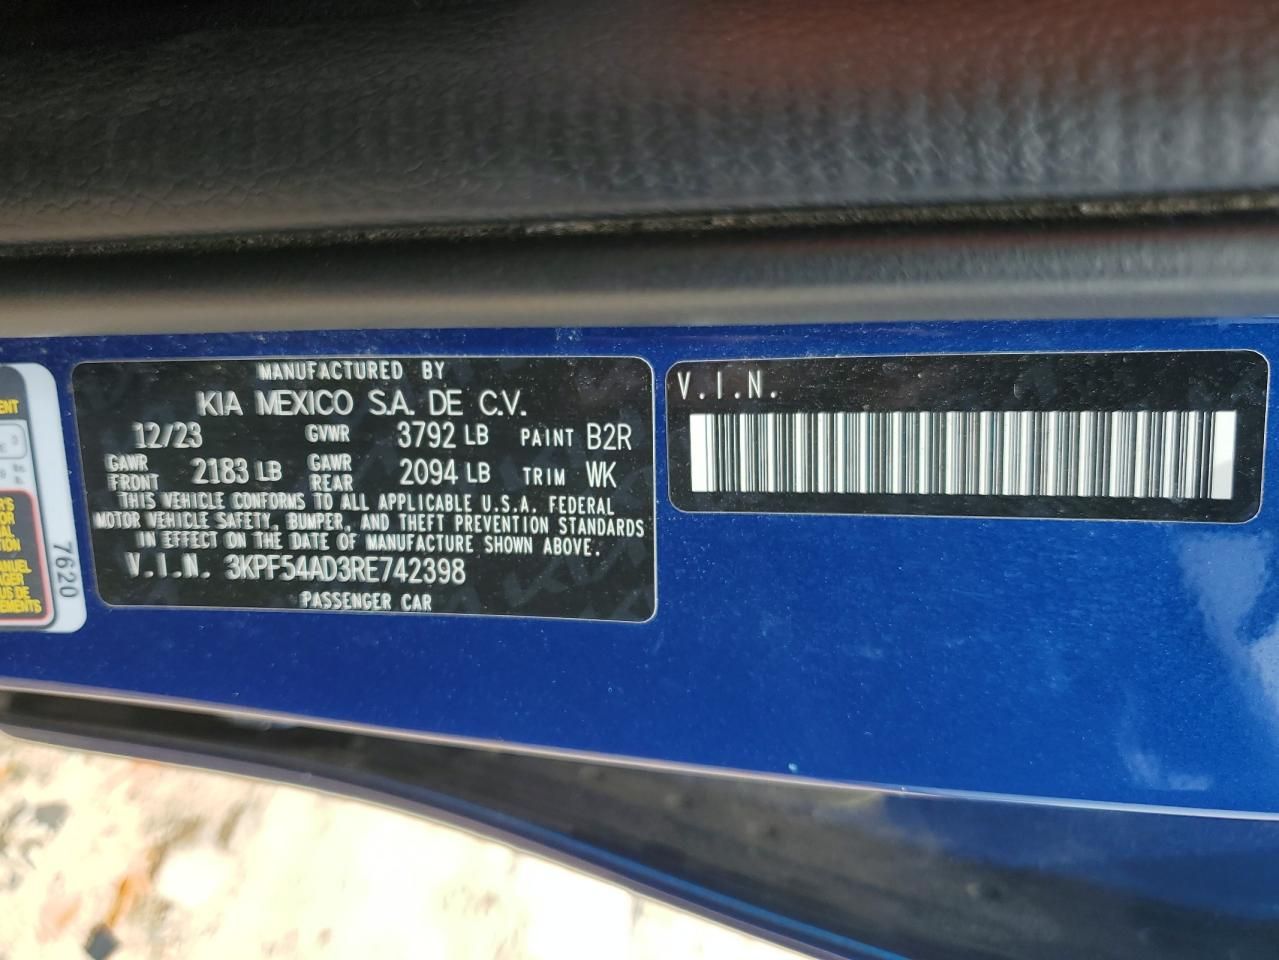 MANUFACTURED BY
KIA MEXICO S.A. DE C.V.
12/23 GVWR 3792 LB PAINT B2R
GAWR FRONT 2183 LB GAWR REAR 2094 LB TRIM WK
THIS VEHICLE CONFORMS TO ALL APPLICABLE U.S.A. FEDERAL
MOTOR VEHICLE SAFETY, BUMPER, AND THEFT PREVENTION STANDARDS
IN EFFECT ON THE DATE OF MANUFACTURE SHOWN ABOVE.
V.I.N. 3KPF54AD3RE742398
PASSENGER CAR
V.I.N.
7620